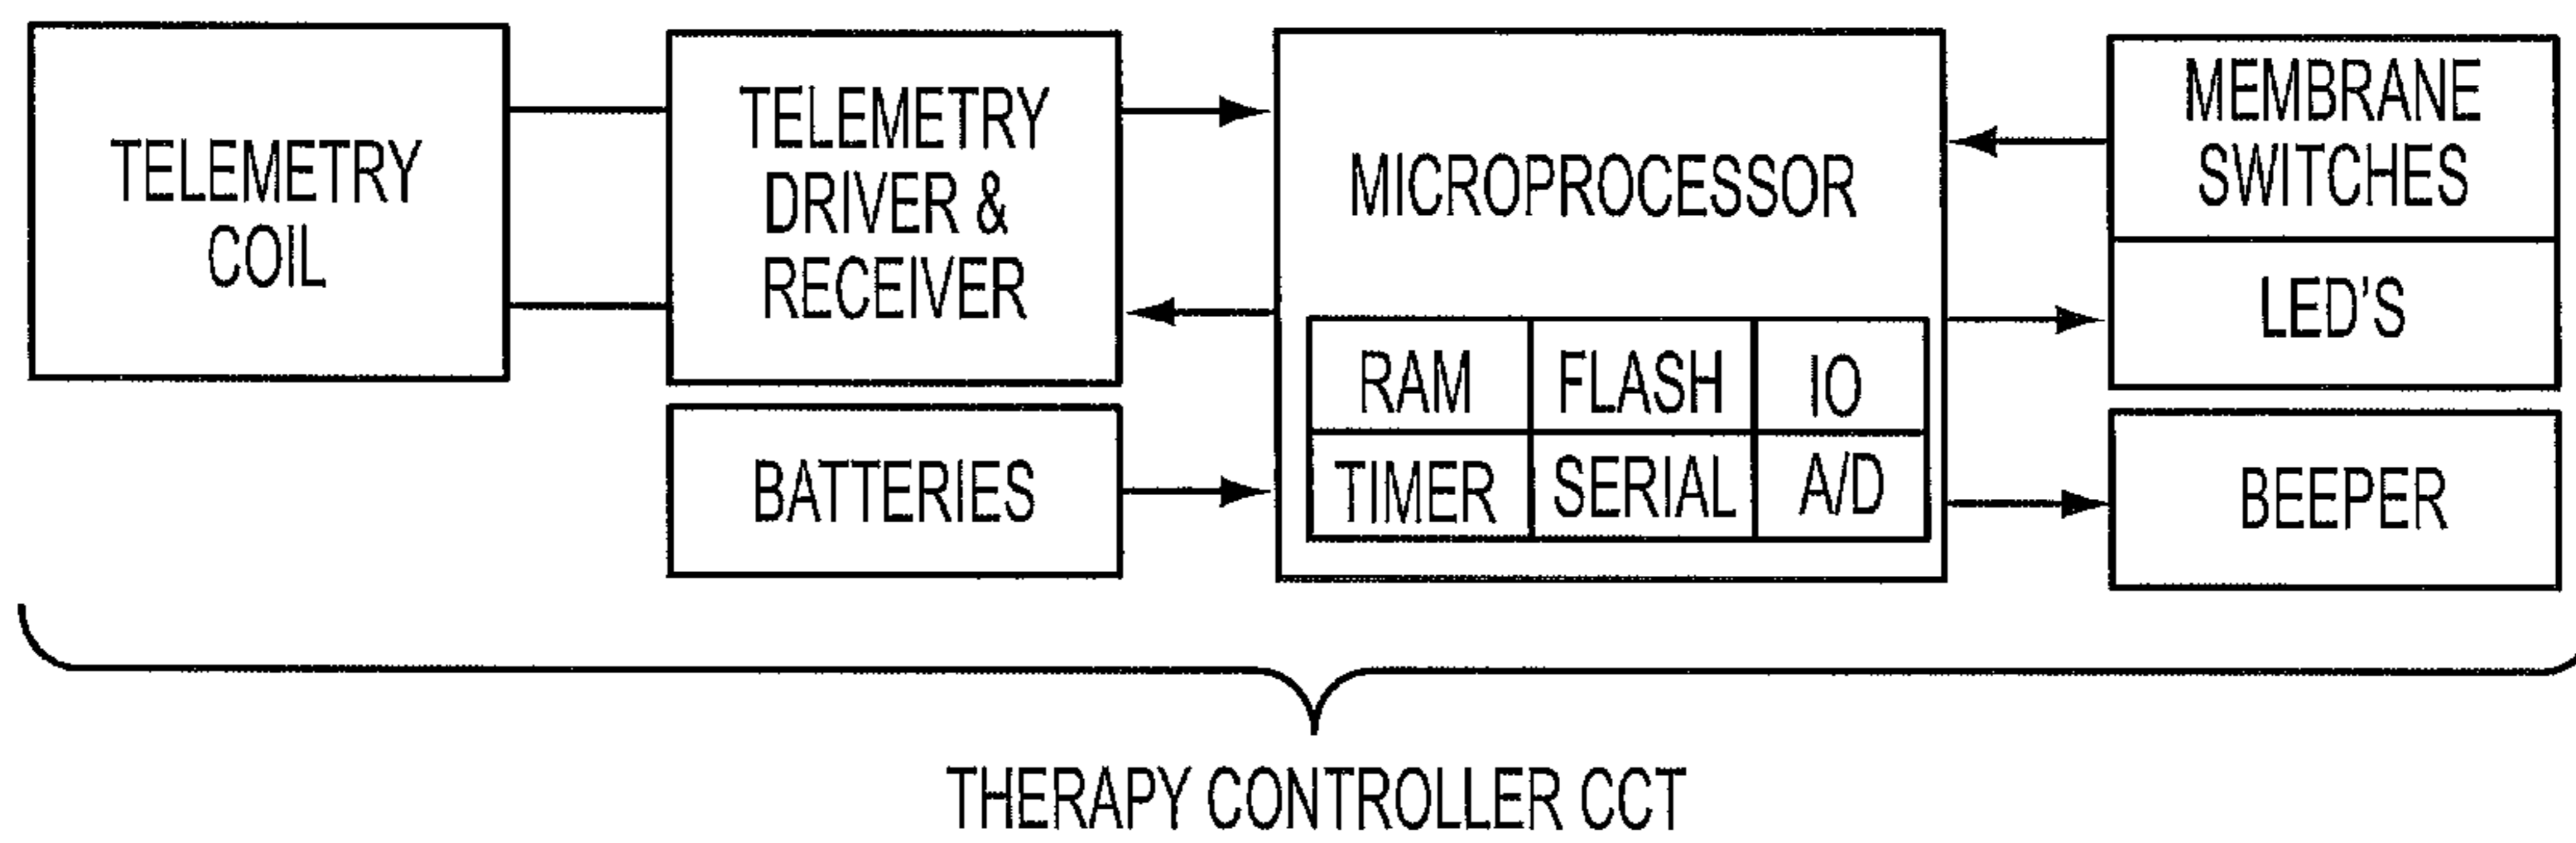 TELEMETRY
COIL
TELEMETRY
DRIVER &
RECEIVER
BATTERIES
MICROPROCESSOR
RAM FLASH IO
TIMER SERIAL A/D
MEMBRANE
SWITCHES
LED'S
BEEPER
THERAPY CONTROLLER CCT